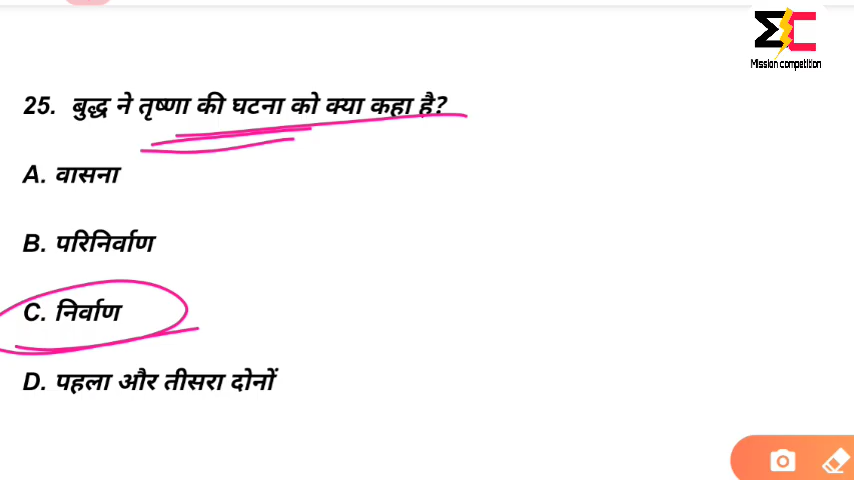 Mission competition
25. बुद्ध ने तृष्णा की घटना को क्या कहा है?
A. वासना
B. परिनिर्वाण
C. निर्वाण
D. पहला और तीसरा दोनों